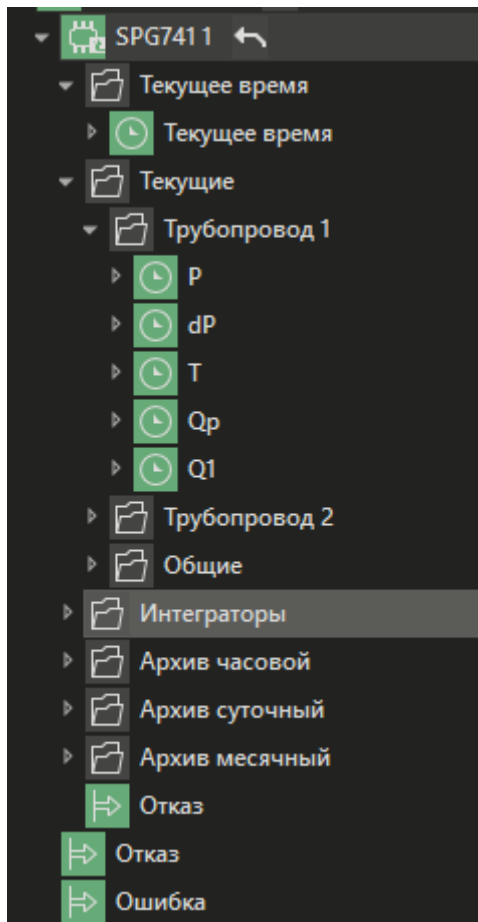 SPG741 1
Текущее время
Текущее время
Текущие
Трубопровод 1
P
dP
T
Qp
Q1
Трубопровод 2
Общие
Интеграторы
Архив часовой
Архив суточный
Архив месячный
Отказ
Отказ
Ошибка